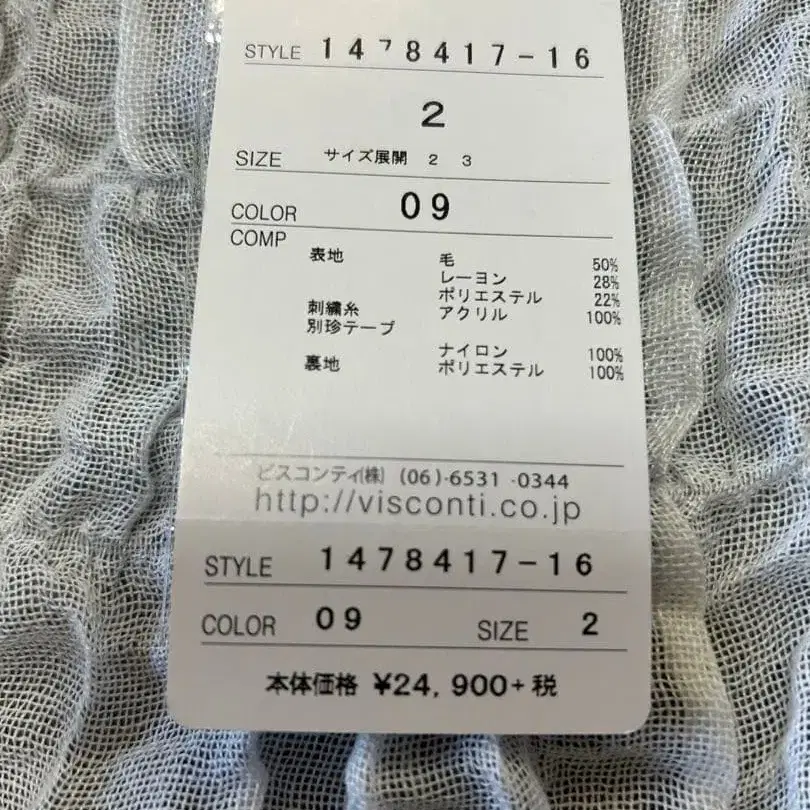 STYLE 1478417-16
2
SIZE サイズ展開 2 3
COLOR 09
COMP
表地 毛 50%
レーヨン 28%
ポリエステル 22%
刺繍糸 アクリル 100%
別珍テープ
ナイロン 100%
裏地 ポリエステル 100%
ビスコンティ(株) (06)-6531-0344
http://visconti.co.jp
STYLE 1478417-16
COLOR 09 SIZE 2
本体価格 ¥24,900+税